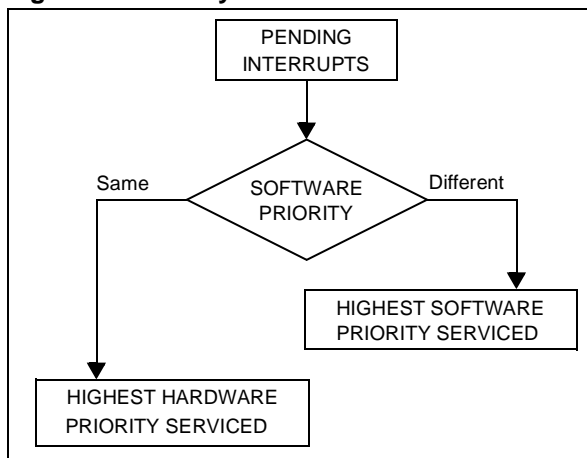 PENDING
INTERRUPTS
Same
SOFTWARE
PRIORITY
Different
HIGHEST SOFTWARE
PRIORITY SERVICED
HIGHEST HARDWARE
PRIORITY SERVICED